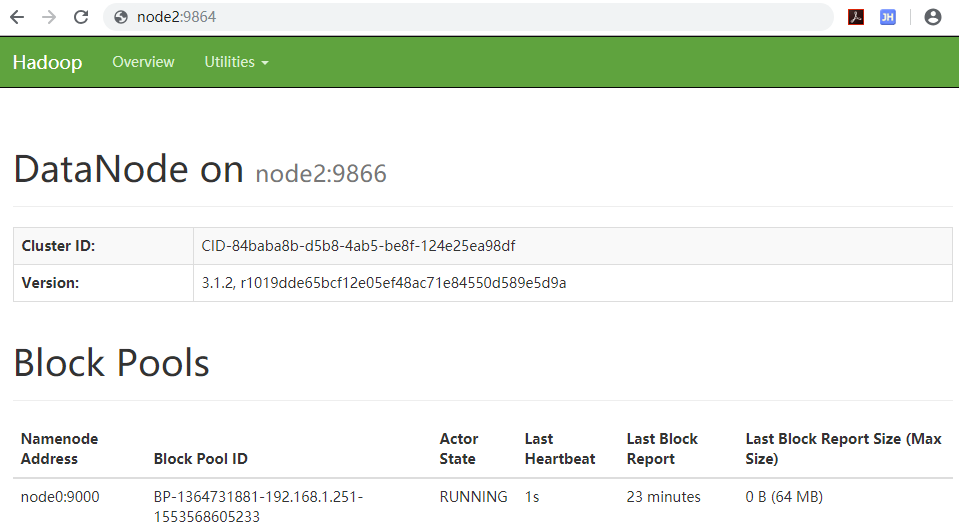 node2:9864
JH
Hadoop Overview Utilities
DataNode on node2:9866
Cluster ID: CID-84baba8b-d5b8-4ab5-be8f-124e25ea98df
Version: 3.1.2, r1019dde65bcf12e05ef48ac71e84550d589e5d9a
Block Pools
Namenode Address Block Pool ID Actor State Last Heartbeat Last Block Report Last Block Report Size (Max Size)
node0:9000 BP-1364731881-192.168.1.251-1553568605233 RUNNING 1s 23 minutes 0 B (64 MB)